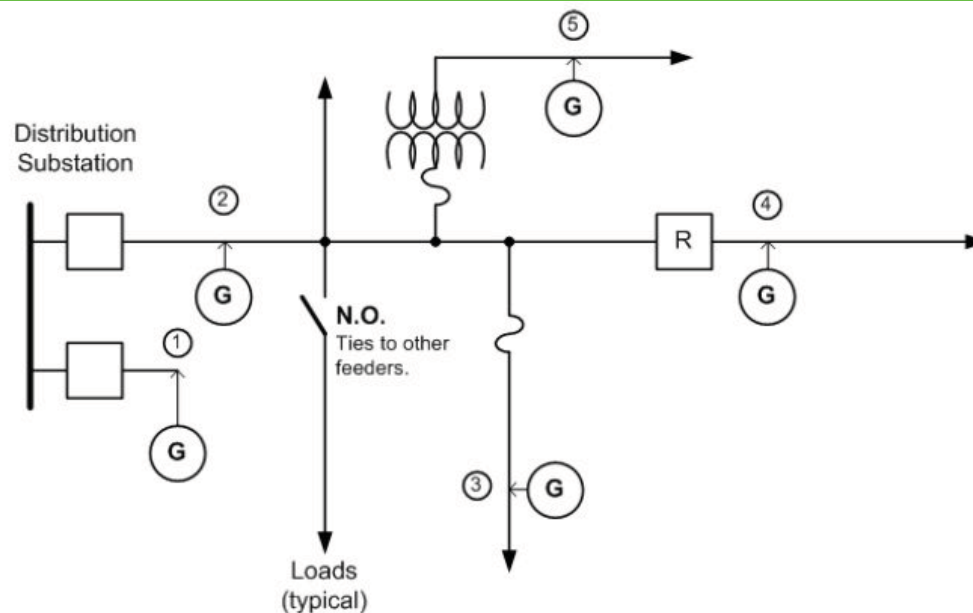 5
G
Distribution
Substation
2
4
R
G
G
N.O.
Ties to other
feeders.
1
G
3
G
Loads
(typical)